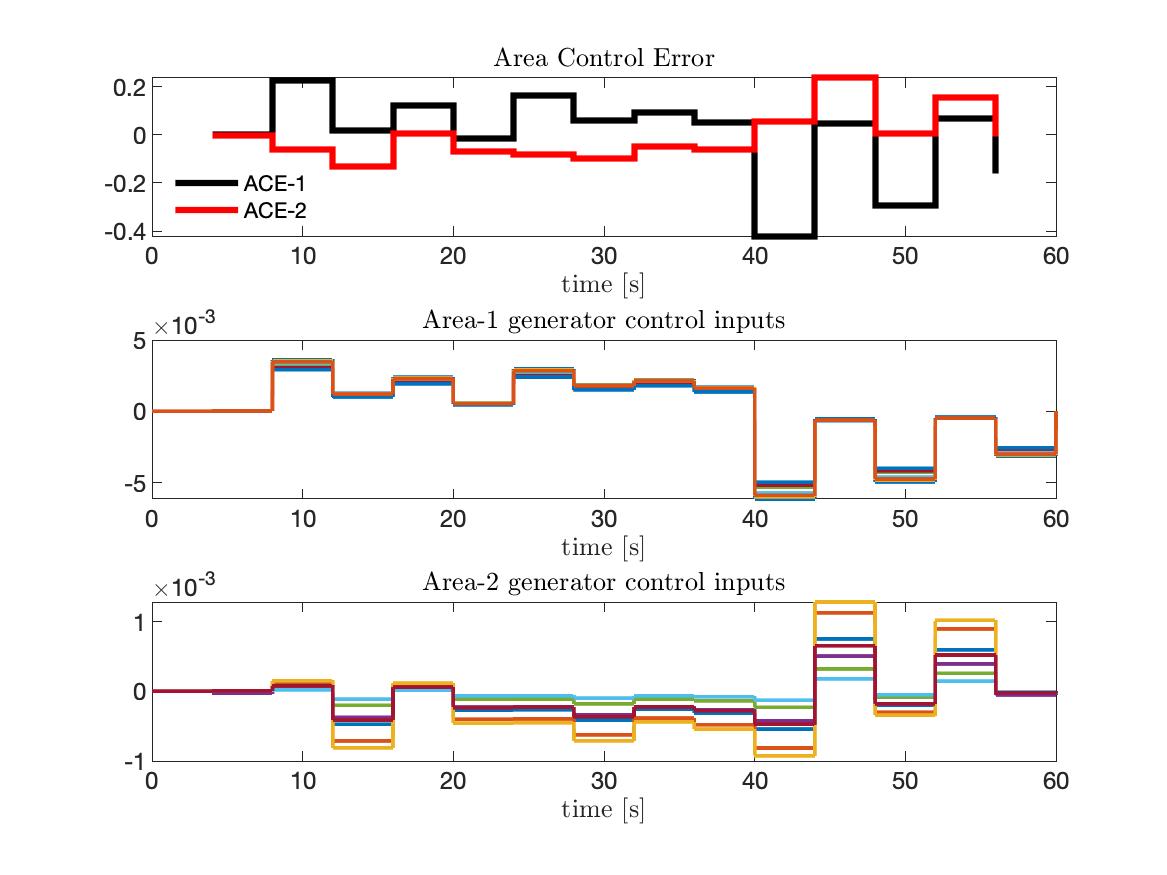 Area Control Error
0.2
0
-0.2
-0.4
ACE-1
ACE-2
0 10 20 30 40 50 60
time [s]
×10-3
Area-1 generator control inputs
5
0
-5
0 10 20 30 40 50 60
time [s]
×10-3
Area-2 generator control inputs
1
0
-1
0 10 20 30 40 50 60
time [s]